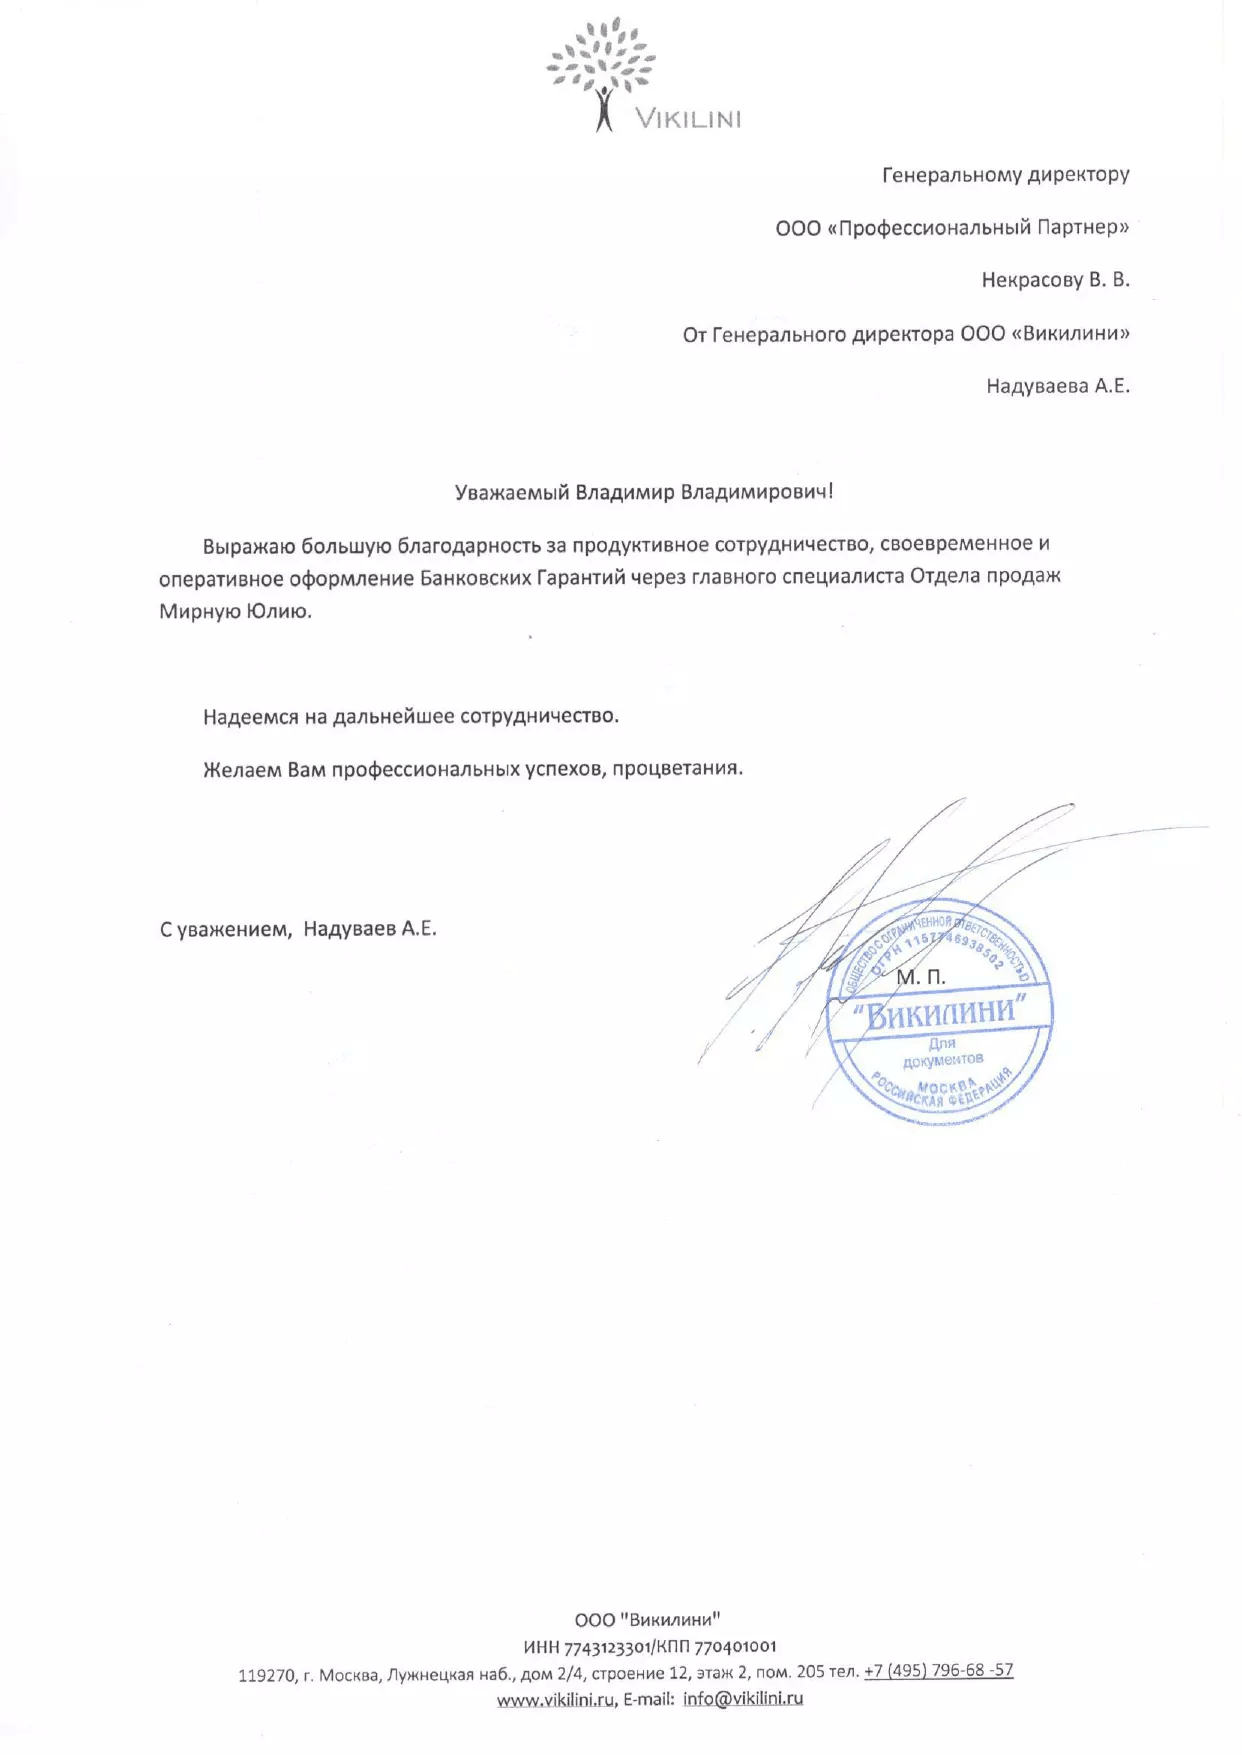 VIKILINI
Генеральному директору
ООО «Профессиональный Партнер»
Некрасову В. В.
От Генерального директора ООО «Викилини»
Надуваева А.Е.
Уважаемый Владимир Владимирович!
Выражаю большую благодарность за продуктивное сотрудничество, своевременное и
оперативное оформление Банковских Гарантий через главного специалиста Отдела продаж
Мирную Юлию.
Надеемся на дальнейшее сотрудничество.
Желаем Вам профессиональных успехов, процветания.
С уважением,  Надуваев А.Е.
ОБЩЕСТВО С ОГРАНИЧЕННОЙ ОТВЕТСТВЕННОСТЬЮ
ОГРН 1157746938502
М. П.
"Викилини"
Для
документов
МОСКВА
РОССИЙСКАЯ ФЕДЕРАЦИЯ
ООО "Викилини"
ИНН 7743123301/КПП 770401001
119270, г. Москва, Лужнецкая наб., дом 2/4, строение 12, этаж 2, пом. 205 тел. +7 (495) 796-68 -57
www.vikilini.ru, E-mail:  info@vikilini.ru